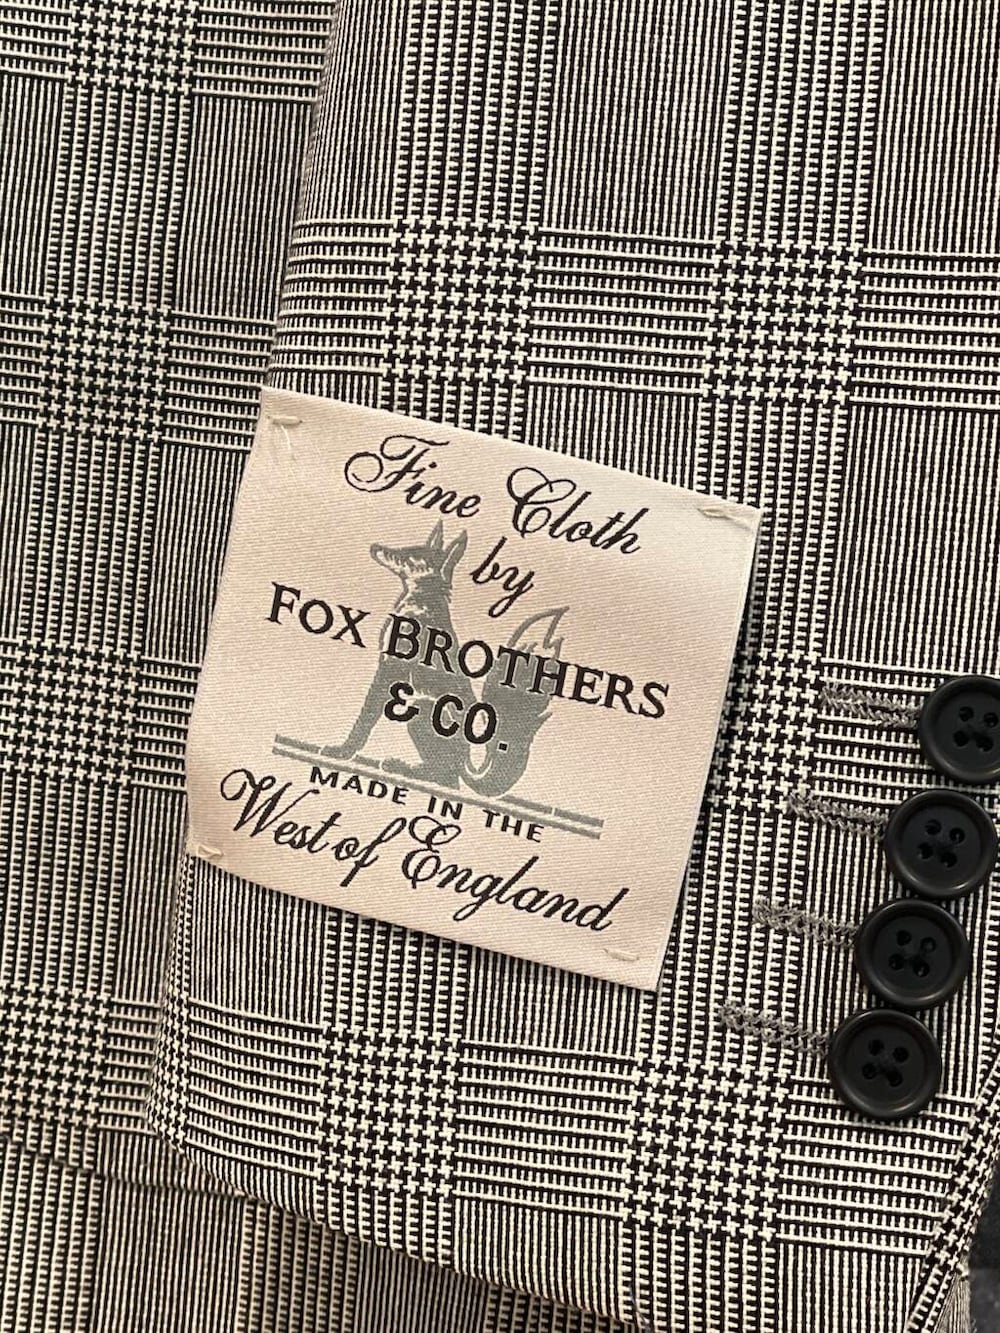 Fine Cloth
by
FOX BROTHERS
& CO.
MADE IN THE
West of England